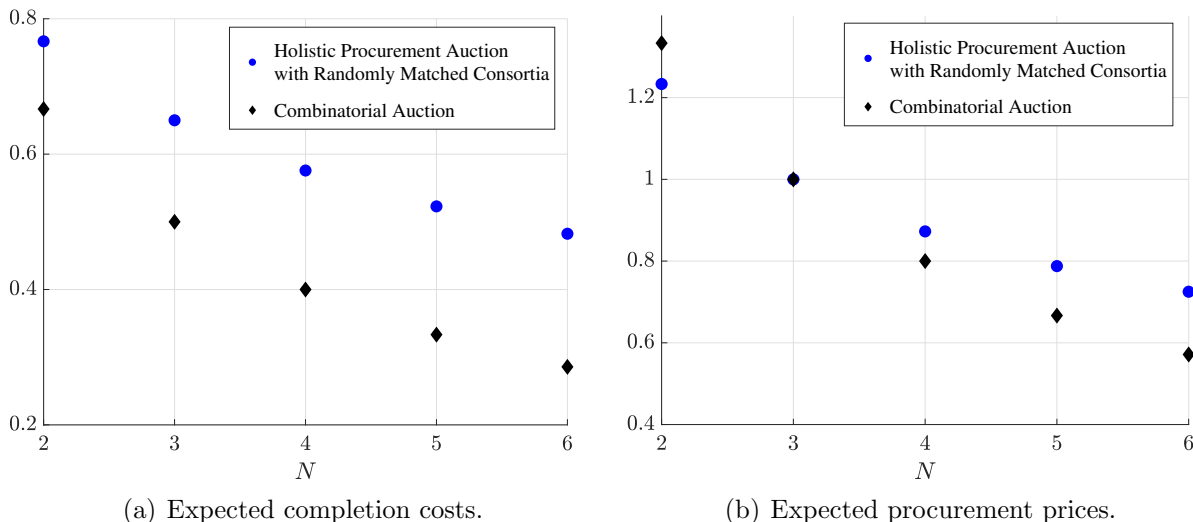 0.8
0.6
0.4
0.2
2
3
4
5
6
N
Holistic Procurement Auction
with Randomly Matched Consortia
Combinatorial Auction
(a) Expected completion costs.
1.2
1
0.8
0.6
0.4
2
3
4
5
6
N
Holistic Procurement Auction
with Randomly Matched Consortia
Combinatorial Auction
(b) Expected procurement prices.